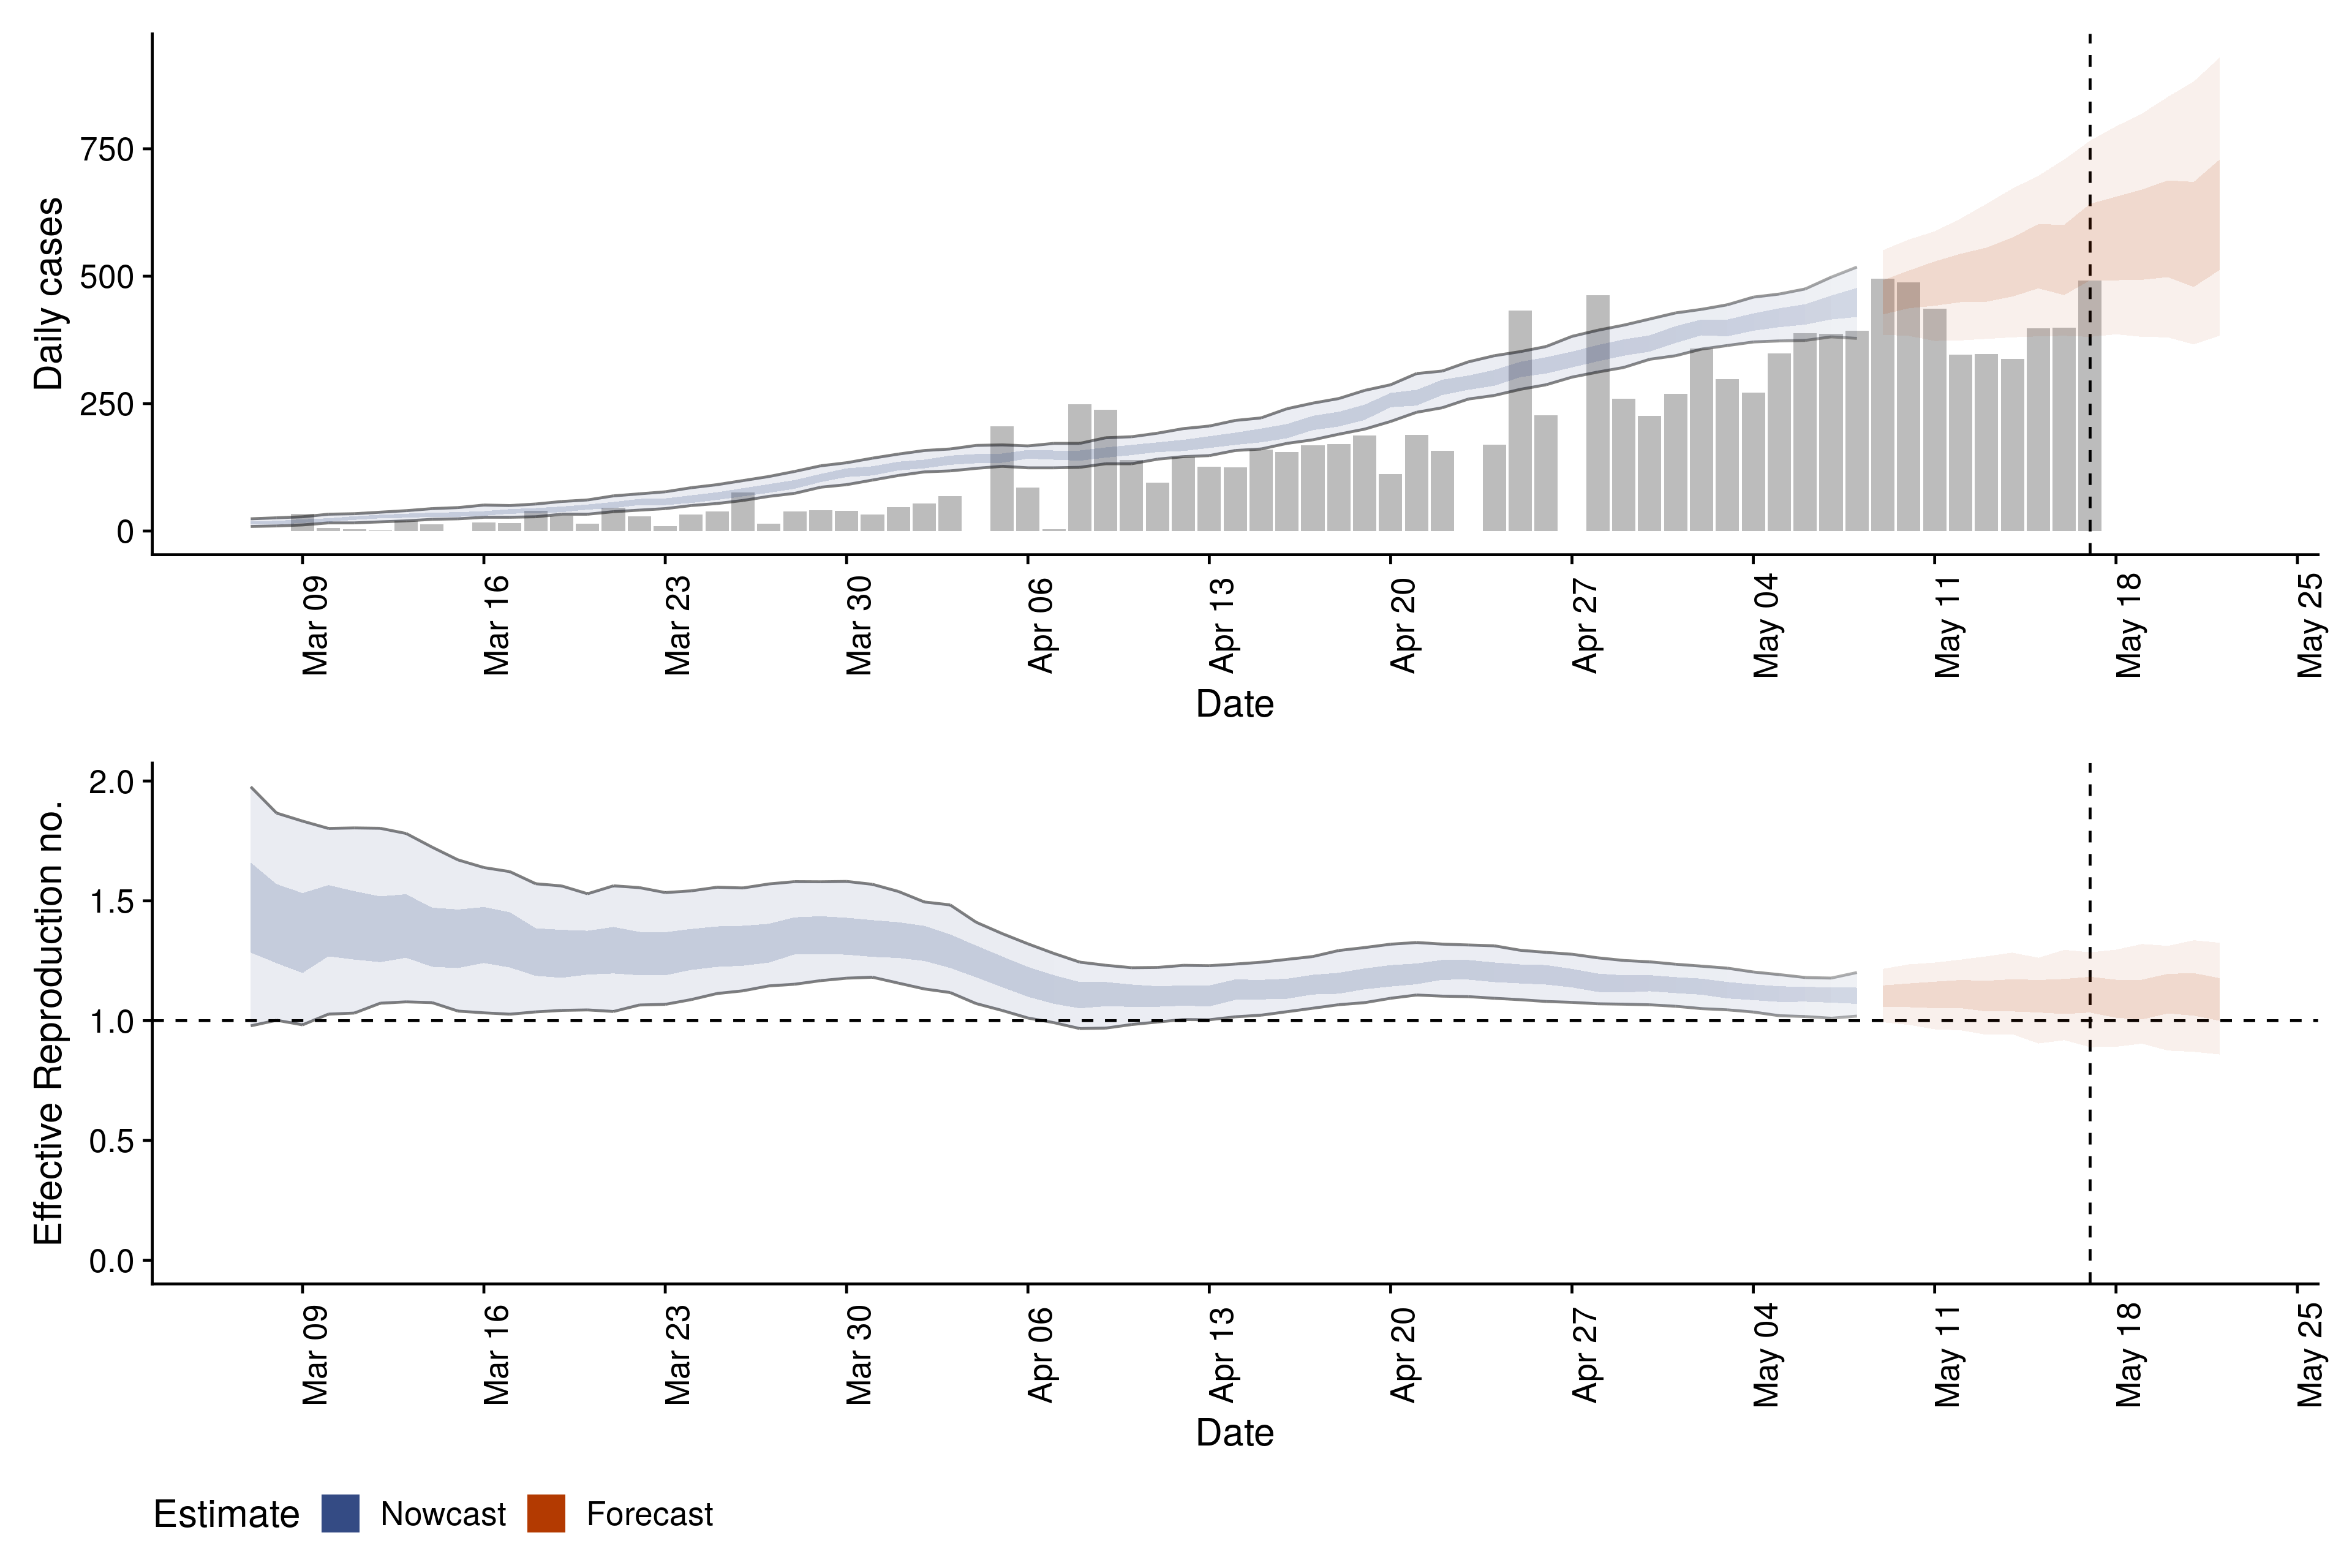 Daily cases
750
500
250
0
Mar 09
Mar 16
Mar 23
Mar 30
Apr 06
Apr 13
Apr 20
Apr 27
May 04
May 11
May 18
May 25
Date
Effective Reproduction no.
2.0
1.5
1.0
0.5
0.0
Mar 09
Mar 16
Mar 23
Mar 30
Apr 06
Apr 13
Apr 20
Apr 27
May 04
May 11
May 18
May 25
Date
Estimate Nowcast Forecast